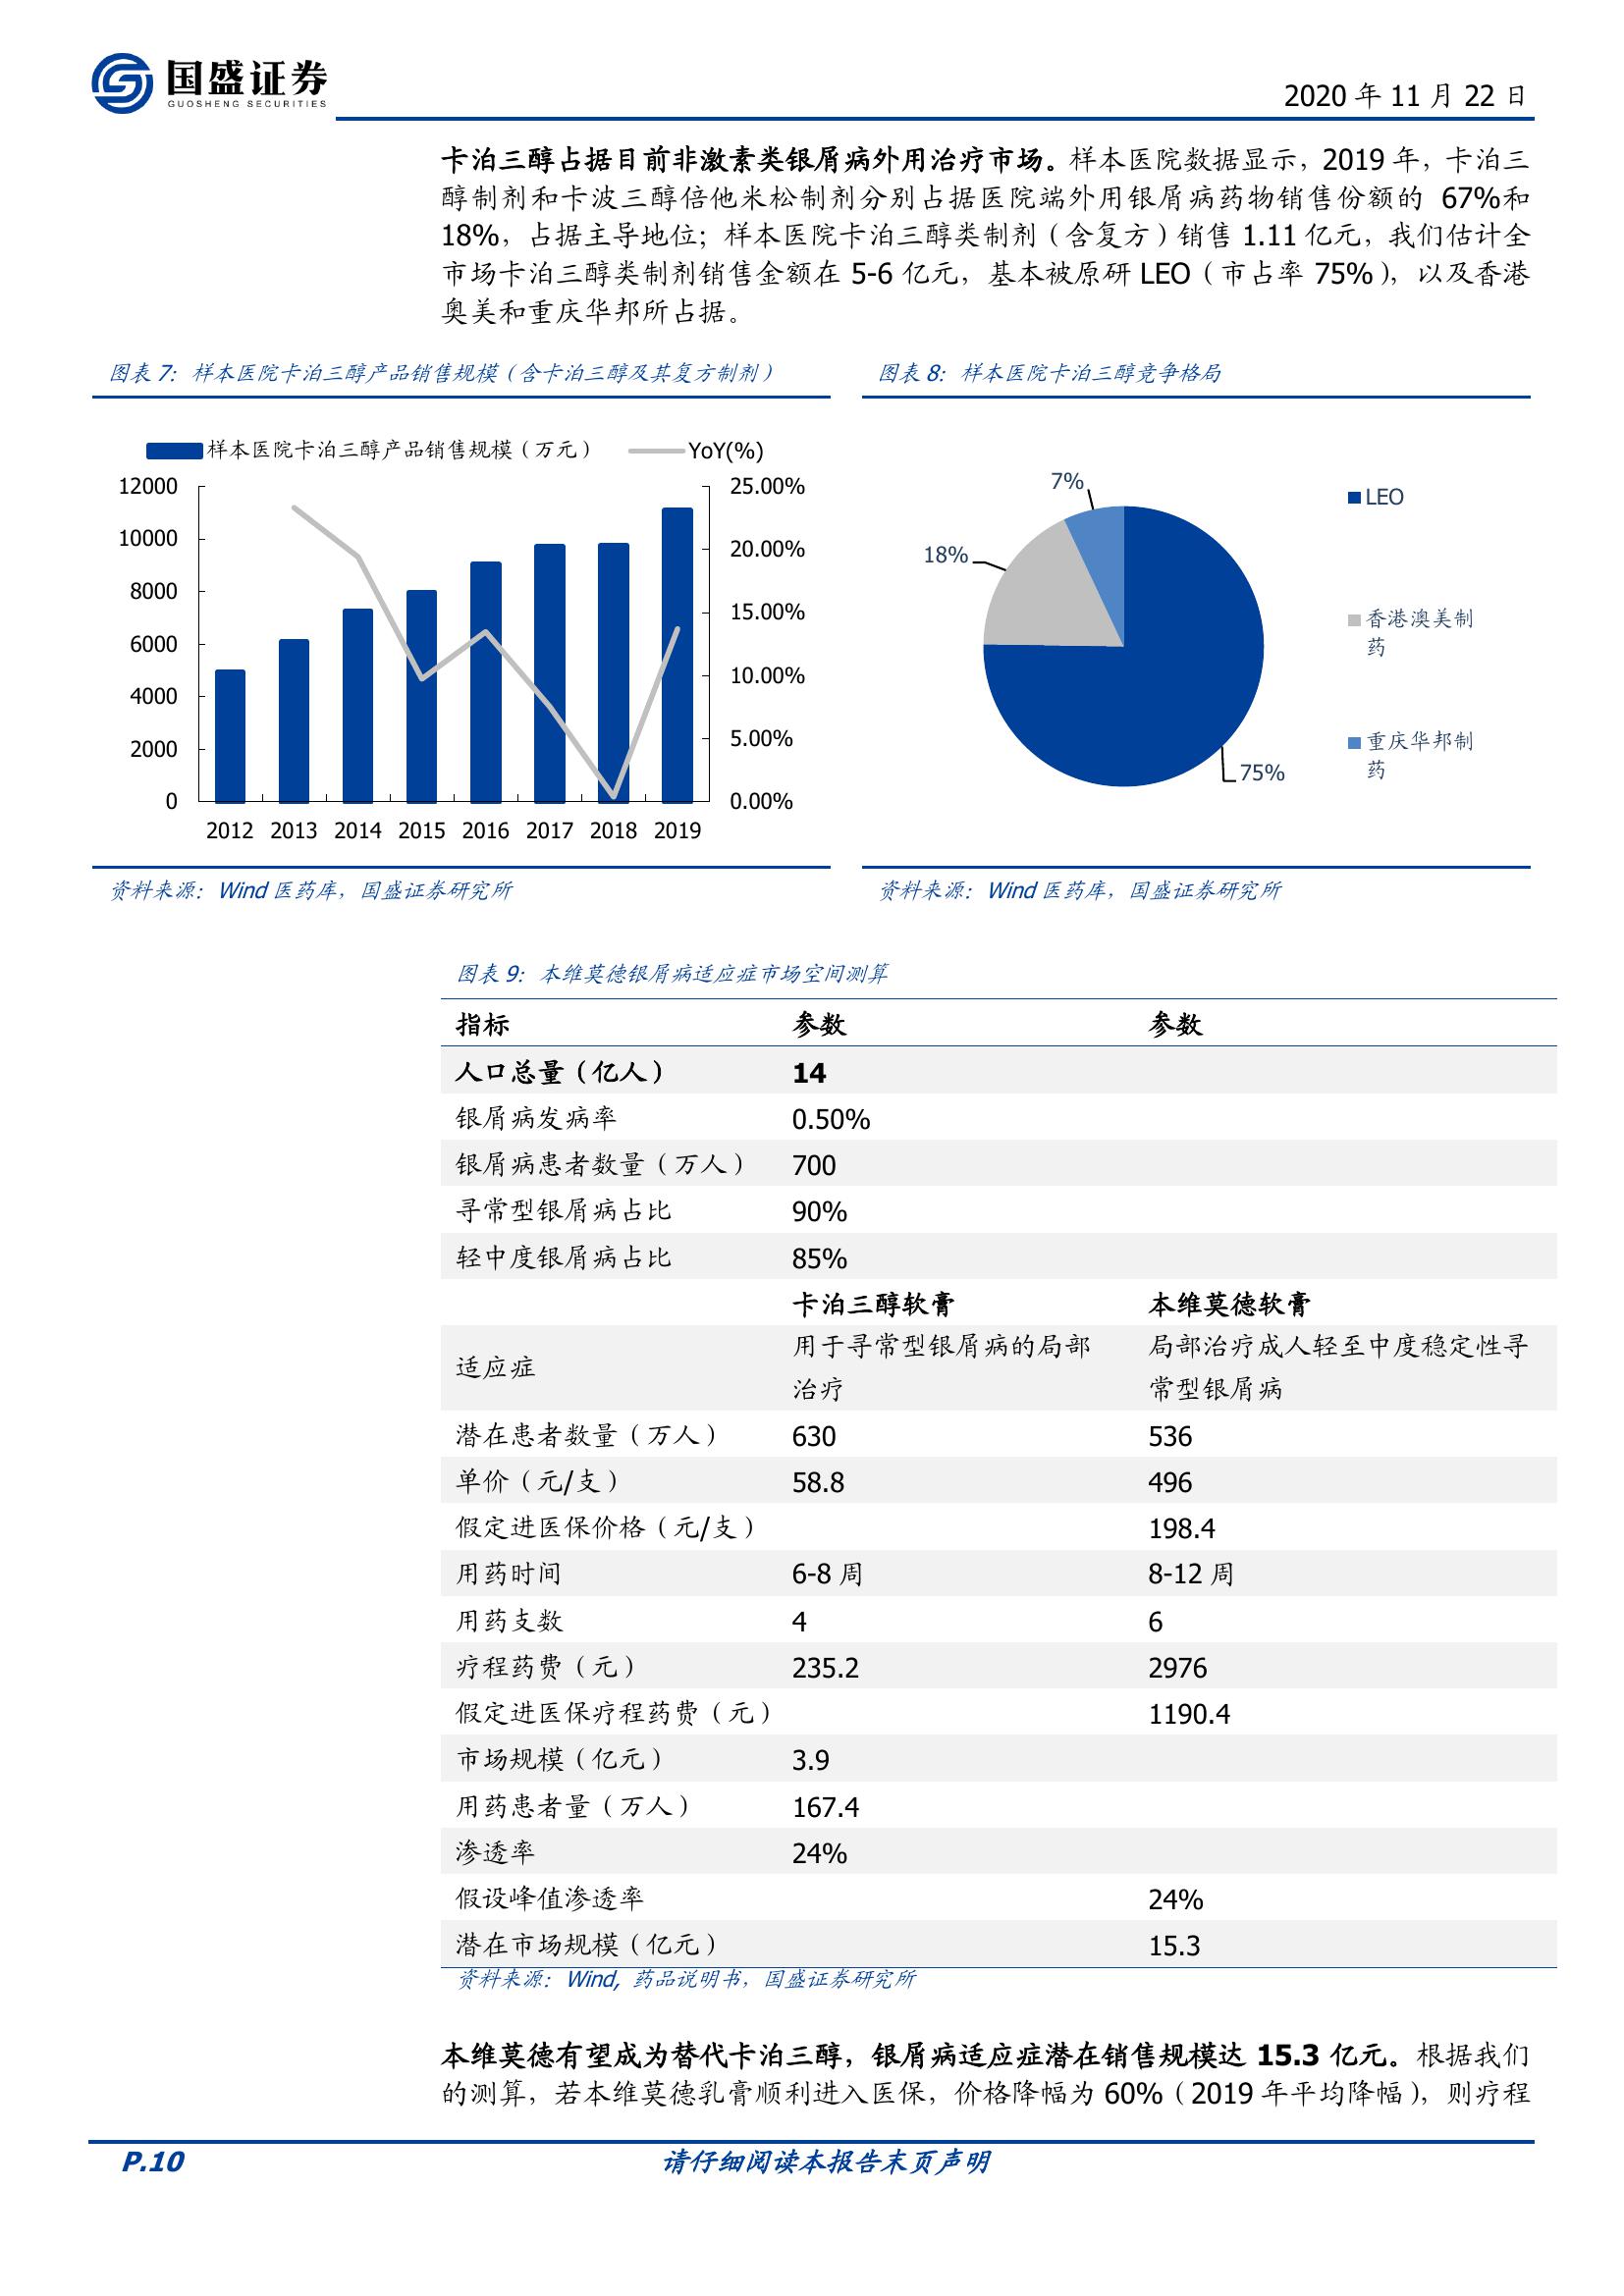 国盛证券
GUOSHENG SECURITIES
2020 年 11 月 22 日
卡泊三醇占据目前非激素类银屑病外用治疗市场。样本医院数据显示，2019 年，卡泊三
醇制剂和卡波三醇倍他米松制剂分别占据医院端外用银屑病药物销售份额的 67%和
18%，占据主导地位；样本医院卡泊三醇类制剂（含复方）销售 1.11 亿元，我们估计全
市场卡泊三醇类制剂销售金额在 5-6 亿元，基本被原研 LEO（市占率 75%），以及香港
奥美和重庆华邦所占据。
图表 7：样本医院卡泊三醇产品销售规模（含卡泊三醇及其复方制剂）
样本医院卡泊三醇产品销售规模（万元） YoY(%)
12000 25.00%
10000 20.00%
8000 15.00%
6000 10.00%
4000 5.00%
2000 0.00%
0
2012 2013 2014 2015 2016 2017 2018 2019
资料来源：Wind 医药库，国盛证券研究所
图表 8：样本医院卡泊三醇竞争格局
7%
18%
75%
LEO
香港澳美制
药
重庆华邦制
药
资料来源：Wind 医药库，国盛证券研究所
图表 9：本维莫德银屑病适应症市场空间测算
指标 参数 参数
人口总量（亿人） 14
银屑病发病率 0.50%
银屑病患者数量（万人） 700
寻常型银屑病占比 90%
轻中度银屑病占比 85%
卡泊三醇软膏 本维莫德软膏
适应症 用于寻常型银屑病的局部 局部治疗成人轻至中度稳定性寻
治疗 常型银屑病
潜在患者数量（万人） 630 536
单价（元/支） 58.8 496
假定进医保价格（元/支） 198.4
用药时间 6-8 周 8-12 周
用药支数 4 6
疗程药费（元） 235.2 2976
假定进医保疗程药费（元） 1190.4
市场规模（亿元） 3.9
用药患者量（万人） 167.4
渗透率 24%
假设峰值渗透率 24%
潜在市场规模（亿元） 15.3
资料来源：Wind, 药品说明书，国盛证券研究所
本维莫德有望成为替代卡泊三醇，银屑病适应症潜在销售规模达 15.3 亿元。根据我们
的测算，若本维莫德乳膏顺利进入医保，价格降幅为 60%（2019 年平均降幅），则疗程
P.10 请仔细阅读本报告末页声明